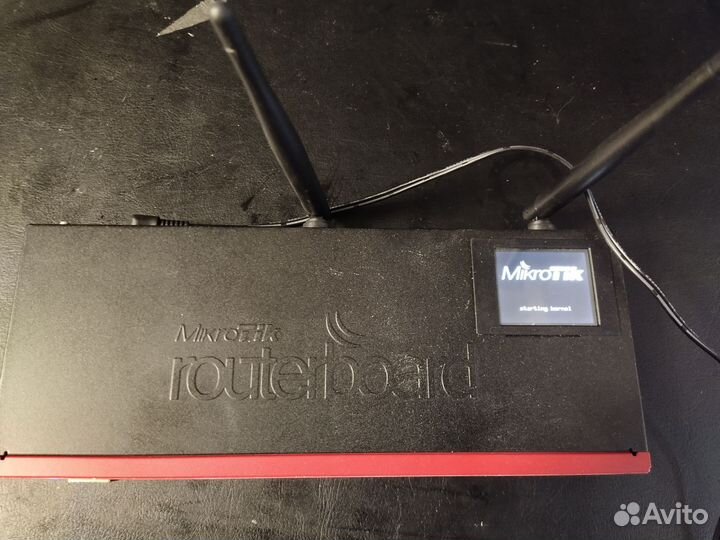 MikroTik
starting kernel
MikroTik
routerboard
Avito